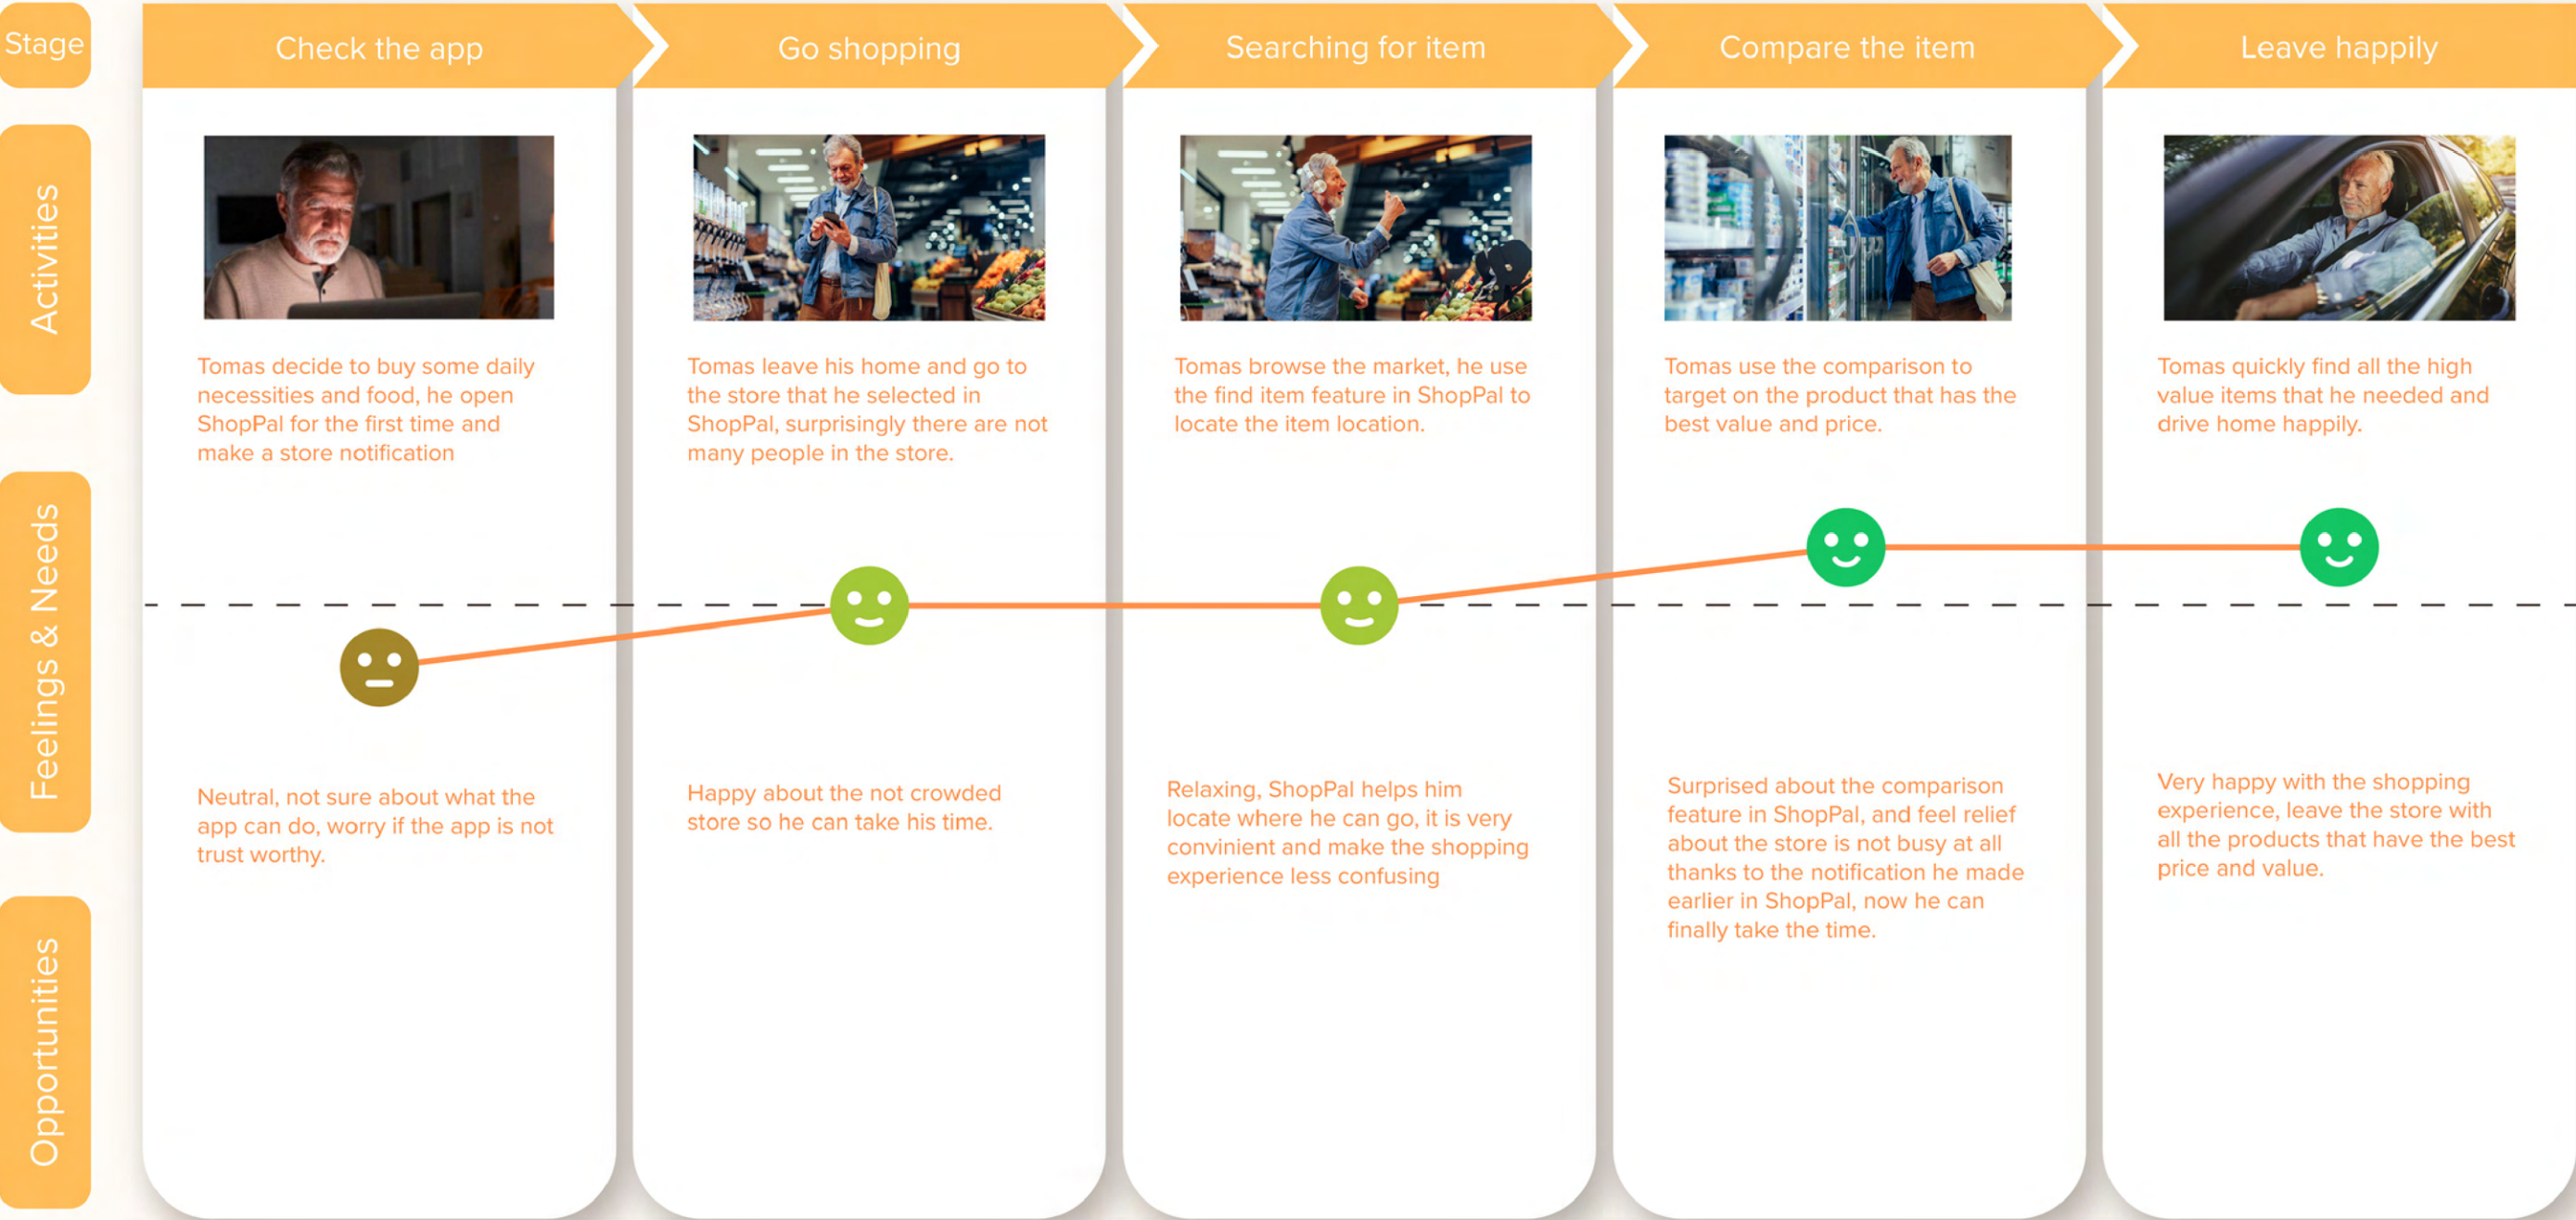 Stage
Check the app
Go shopping
Searching for item
Compare the item
Leave happily
Activities
Tomas decide to buy some daily
necessities and food, he open
ShopPal for the first time and
make a store notification
Tomas leave his home and go to
the store that he selected in
ShopPal, surprisingly there are not
many people in the store.
Tomas browse the market, he use
the find item feature in ShopPal to
locate the item location.
Tomas use the comparison to
target on the product that has the
best value and price.
Tomas quickly find all the high
value items that he needed and
drive home happily.
Feelings & Needs
Neutral, not sure about what the
app can do, worry if the app is not
trust worthy.
Happy about the not crowded
store so he can take his time.
Relaxing, ShopPal helps him
locate where he can go, it is very
convinient and make the shopping
experience less confusing
Surprised about the comparison
feature in ShopPal, and feel relief
about the store is not busy at all
thanks to the notification he made
earlier in ShopPal, now he can
finally take the time.
Very happy with the shopping
experience, leave the store with
all the products that have the best
price and value.
Opportunities